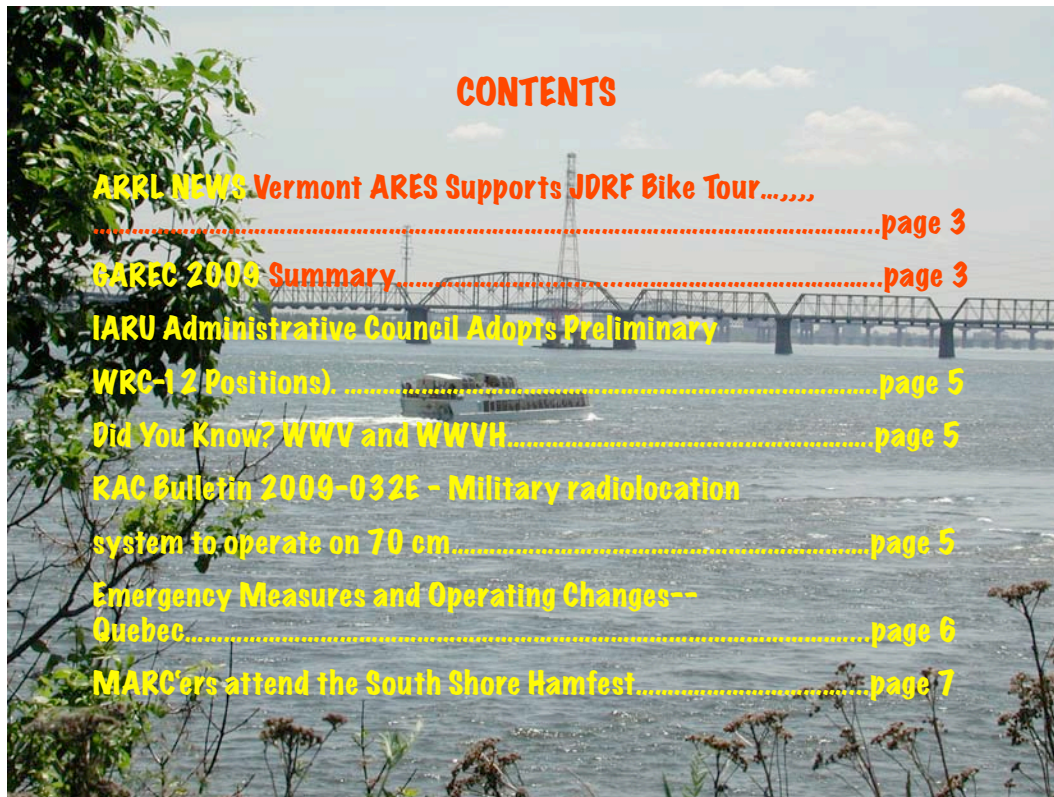 CONTENTS
ARRL NEWS Vermont ARES Supports JDRF Bike Tour...,,,,
................................................................................................................page 3
GAREC 2009 Summary.....................................................................page 3
IARU Administrative Council Adopts Preliminary
WRC-12 Positions). ............................................................................page 5
Did You Know? WWV and WWVH....................................................page 5
RAC Bulletin 2009-032E - Military radiolocation
system to operate on 70 cm............................................................page 5
Emergency Measures and Operating Changes--
Quebec.................................................................................................page 6
MARC'ers attend the South Shore Hamfest.................................page 7